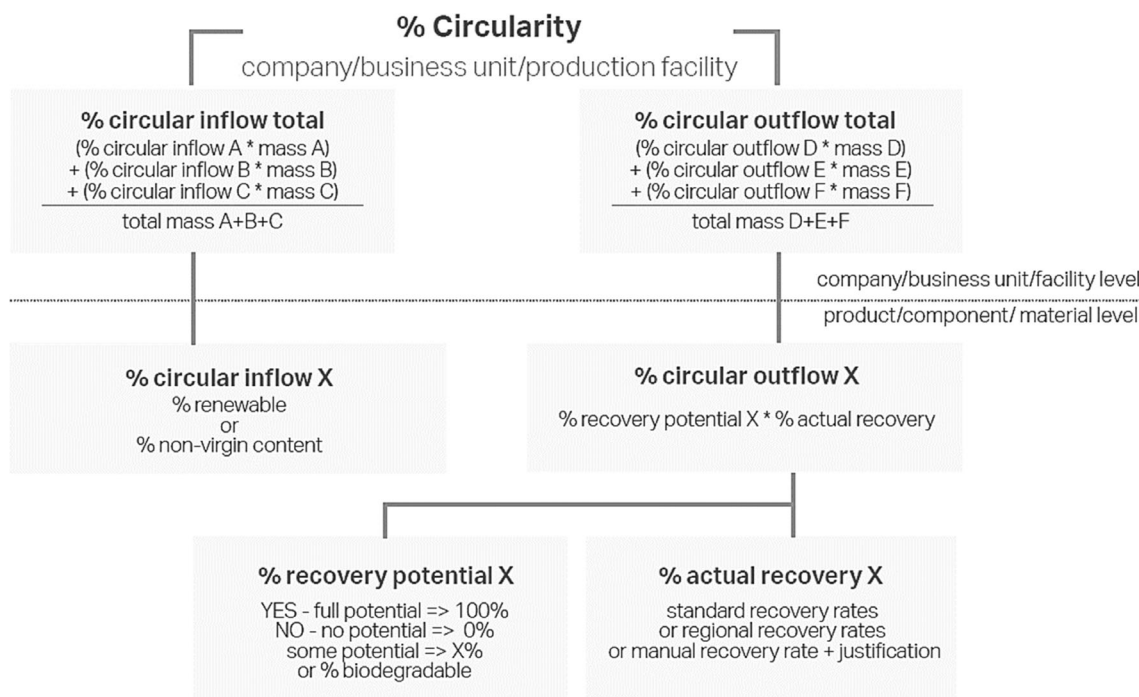 % Circularity
company/business unit/production facility
% circular inflow total
(% circular inflow A * mass A)
+ (% circular inflow B * mass B)
+ (% circular inflow C * mass C)
total mass A+B+C
% circular outflow total
(% circular outflow D * mass D)
+ (% circular outflow E * mass E)
+ (% circular outflow F * mass F)
total mass D+E+F
company/business unit/facility level
product/component/ material level
% circular inflow X
% renewable
or
% non-virgin content
% circular outflow X
% recovery potential X * % actual recovery
% recovery potential X
YES - full potential => 100%
NO - no potential => 0%
some potential => X%
or % biodegradable
% actual recovery X
standard recovery rates
or regional recovery rates
or manual recovery rate + justification